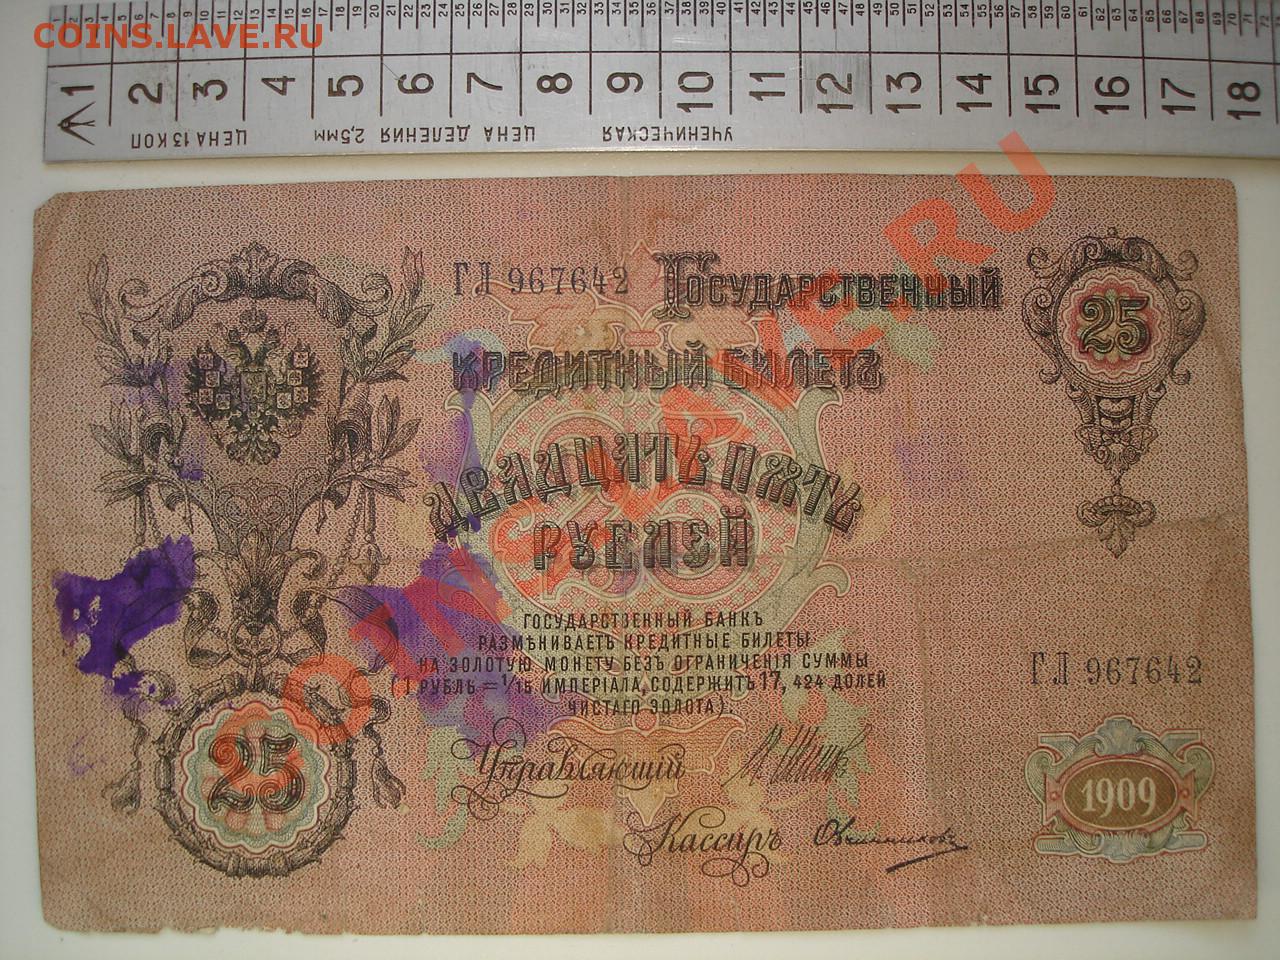 COINS.LAVE.RU
1 2 3 4 5 6 7 8 9 10 11 12 13 14 15 16 17 18
УЧЕНИЧЕСКАЯ ЦЕНА ДЕЛЕНИЯ 2,5мм ЦЕНА 13 КОП
ГЛ 967642
ГОСУДАРСТВЕННЫЙ
25
КРЕДИТНЫЙ БИЛЕТЪ
ДВАДЦАТЬ ПЯТЬ
РУБЛЕЙ
ГОСУДАРСТВЕННЫЙ БАНКЪ
РАЗМѢНИВАЕТЪ КРЕДИТНЫЕ БИЛЕТЫ
НА ЗОЛОТУЮ МОНЕТУ БЕЗЪ ОГРАНИЧЕНІЯ СУММЫ
(1 РУБЛЬ = 1/15 ИМПЕРІАЛА, СОДЕРЖИТЪ 17, 424 ДОЛЕЙ
ЧИСТАГО ЗОЛОТА).
ГЛ 967642
25
Управляющій
Кассиръ
Овчинниковъ
1909
COINS.LAVE.RU